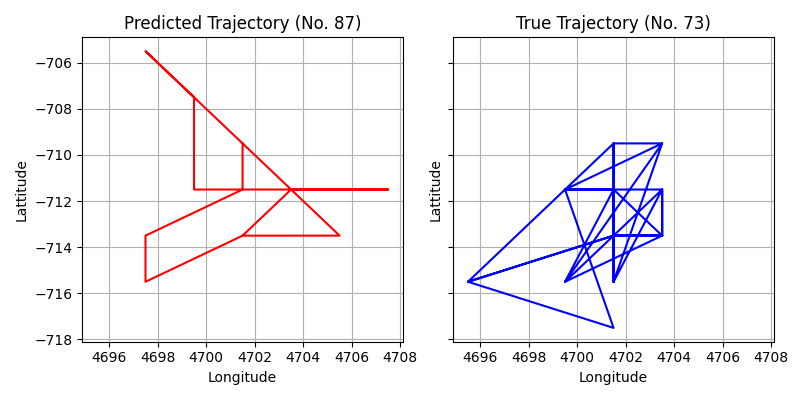 Predicted Trajectory (No. 87)
True Trajectory (No. 73)
−706
−708
−710
−712
−714
−716
−718
Lattitude
Lattitude
4696 4698 4700 4702 4704 4706 4708
4696 4698 4700 4702 4704 4706 4708
Longitude
Longitude